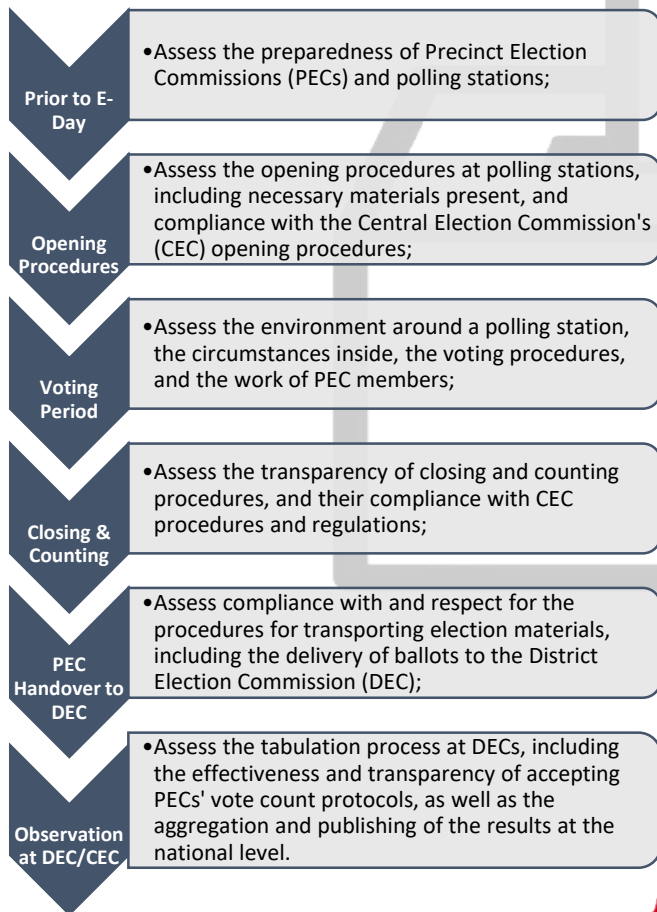 Prior to E-
Day
•Assess the preparedness of Precinct Election
Commissions (PECs) and polling stations;
Opening
Procedures
•Assess the opening procedures at polling stations,
including necessary materials present, and
compliance with the Central Election Commission's
(CEC) opening procedures;
Voting
Period
•Assess the environment around a polling station,
the circumstances inside, the voting procedures,
and the work of PEC members;
Closing &
Counting
•Assess the transparency of closing and counting
procedures, and their compliance with CEC
procedures and regulations;
PEC
Handover to
DEC
•Assess compliance with and respect for the
procedures for transporting election materials,
including the delivery of ballots to the District
Election Commission (DEC);
Observation
at DEC/CEC
•Assess the tabulation process at DECs, including
the effectiveness and transparency of accepting
PECs' vote count protocols, as well as the
aggregation and publishing of the results at the
national level.